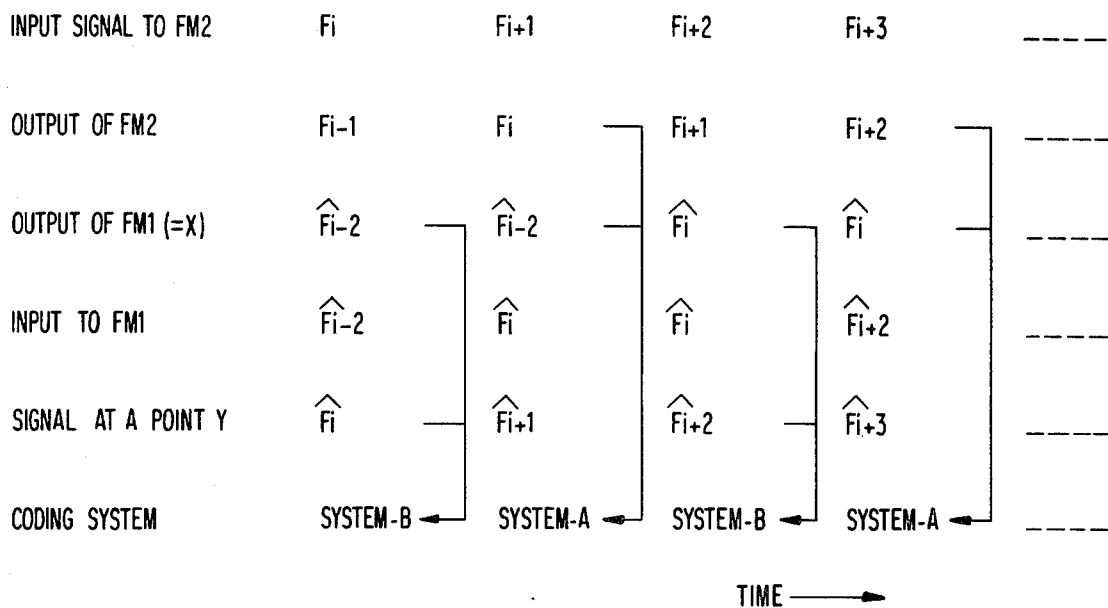 INPUT SIGNAL TO FM2 Fi Fi+1 Fi+2 Fi+3
OUTPUT OF FM2 Fi-1 Fi Fi+1 Fi+2
OUTPUT OF FM1 (=X) F̂i-2 F̂i-2 F̂i F̂i
INPUT TO FM1 F̂i-2 F̂i F̂i F̂i+2
SIGNAL AT A POINT Y F̂i F̂i+1 F̂i+2 F̂i+3
CODING SYSTEM SYSTEM-B SYSTEM-A SYSTEM-B SYSTEM-A
TIME